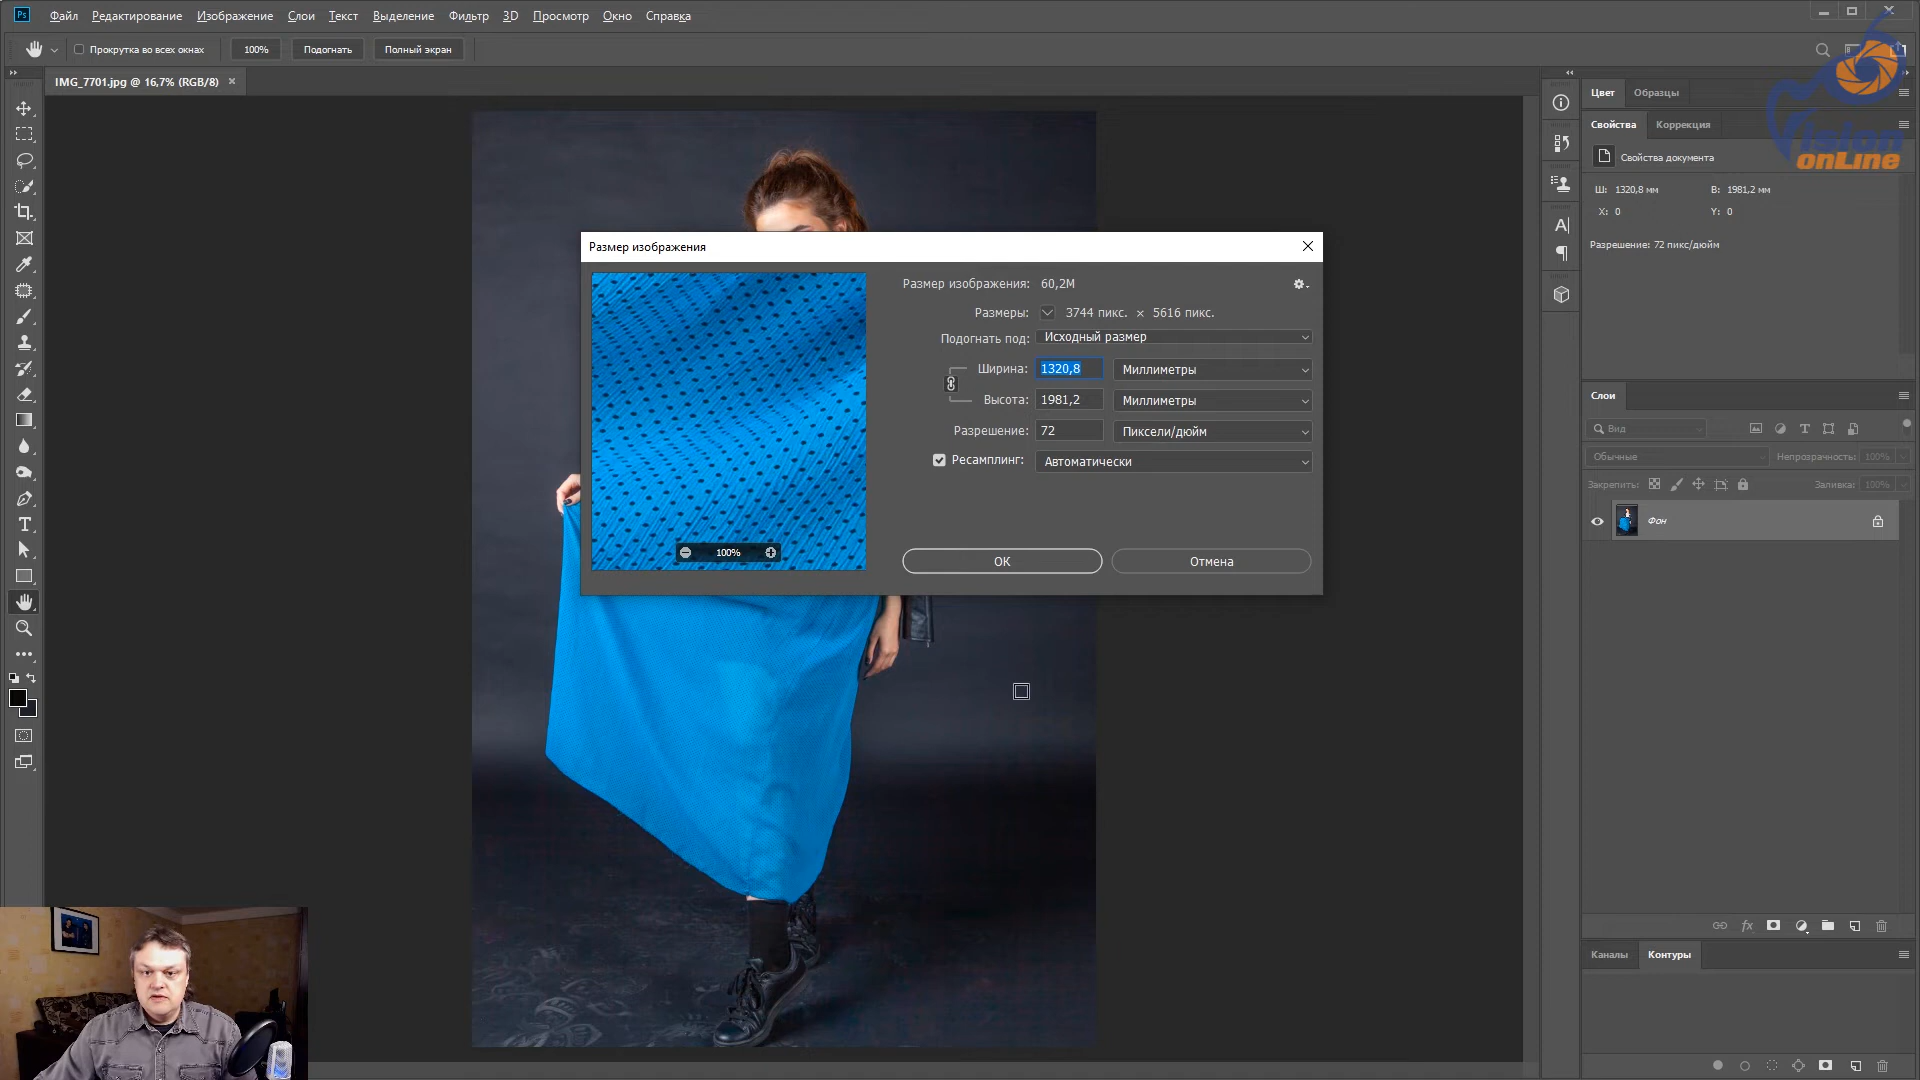 Ps Файл Редактирование Изображение Слои Текст Выделение Фильтр 3D Просмотр Окно Справка
Прокрутка во всех окнах 100% Подогнать Полный экран
IMG_7701.jpg @ 16,7% (RGB/8) ×
Цвет Образцы
Свойства Коррекция
Vision
onLine
Свойства документа
Ш: 1320,8 мм В: 1981,2 мм
X: 0 Y: 0
Разрешение: 72 пикс/дюйм
Размер изображения
Размер изображения: 60,2M
Размеры: 3744 пикс. × 5616 пикс.
Подогнать под: Исходный размер
Ширина: 1320,8 Миллиметры
Высота: 1981,2 Миллиметры
Разрешение: 72 Пиксели/дюйм
Ресамплинг: Автоматически
100%
OK Отмена
Слои
Вид
Обычные Непрозрачность: 100%
Закрепить: Заливка: 100%
Фон
fx
Каналы Контуры